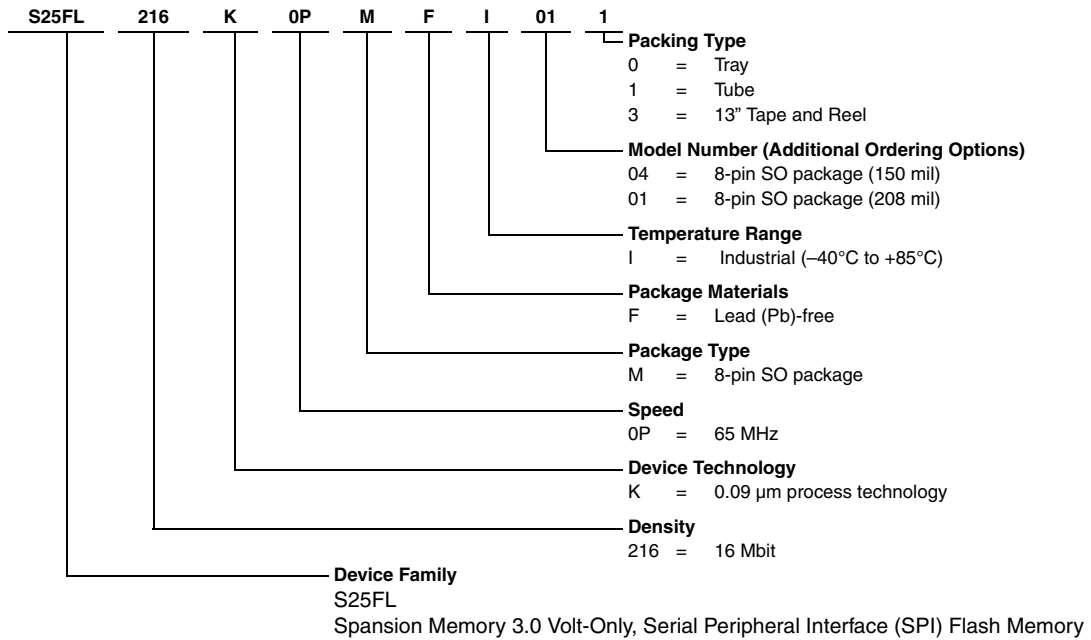 S25FL 216 K 0P M F I 01 1
Packing Type
0 = Tray
1 = Tube
3 = 13” Tape and Reel
Model Number (Additional Ordering Options)
04 = 8-pin SO package (150 mil)
01 = 8-pin SO package (208 mil)
Temperature Range
I = Industrial (–40°C to +85°C)
Package Materials
F = Lead (Pb)-free
Package Type
M = 8-pin SO package
Speed
0P = 65 MHz
Device Technology
K = 0.09 µm process technology
Density
216 = 16 Mbit
Device Family
S25FL
Spansion Memory 3.0 Volt-Only, Serial Peripheral Interface (SPI) Flash Memory